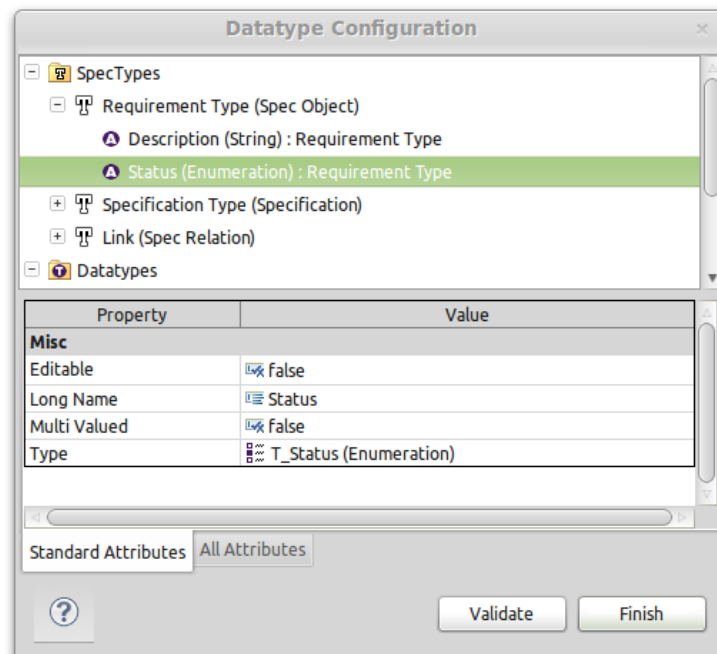 Datatype Configuration
SpecTypes
Requirement Type (Spec Object)
Description (String) : Requirement Type
Status (Enumeration) : Requirement Type
Specification Type (Specification)
Link (Spec Relation)
Datatypes
Property Value
Misc
Editable false
Long Name Status
Multi Valued false
Type T_Status (Enumeration)
Standard Attributes All Attributes
Validate Finish